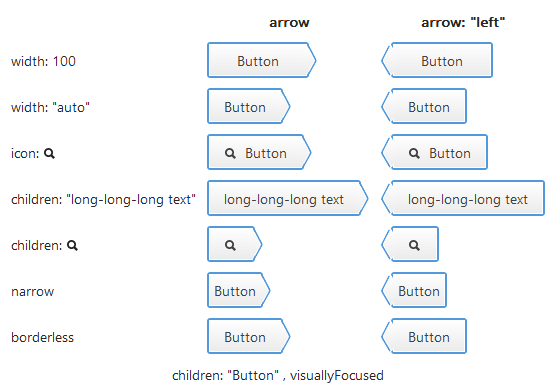 arrow arrow: "left"
width: 100 Button Button
width: "auto" Button Button
icon: Button Button
children: "long-long-long text" long-long-long text long-long-long text
children:
narrow Button Button
borderless Button Button
children: "Button" , visuallyFocused